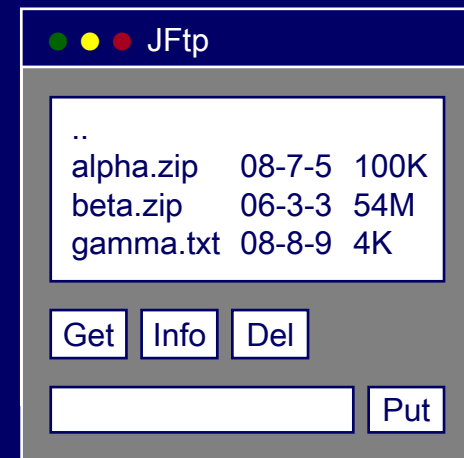 JFtp
..
alpha.zip 08-7-5 100K
beta.zip 06-3-3 54M
gamma.txt 08-8-9 4K
Get Info Del
Put